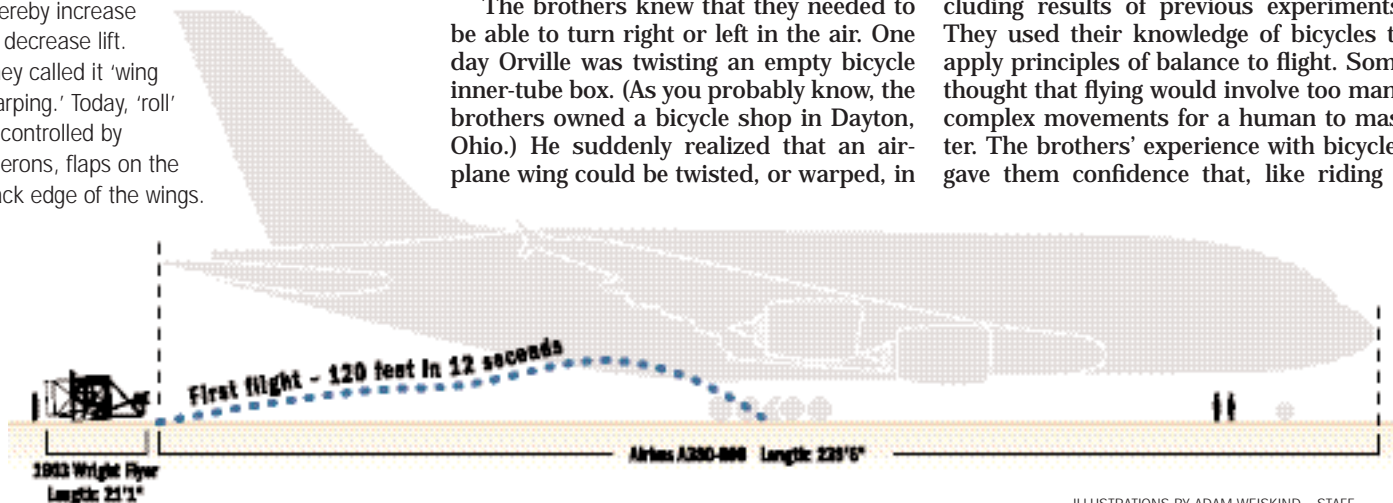 ereby increase
decrease lift.
ey called it 'wing
arping.' Today, 'roll'
controlled by
erons, flaps on the
ck edge of the wings.
The brothers knew that they needed to
be able to turn right or left in the air. One
day Orville was twisting an empty bicycle
inner-tube box. (As you probably know, the
brothers owned a bicycle shop in Dayton,
Ohio.) He suddenly realized that an air-
plane wing could be twisted, or warped, in
cluding results of previous experiments
They used their knowledge of bicycles t
apply principles of balance to flight. Som
thought that flying would involve too man
complex movements for a human to mas
ter. The brothers' experience with bicycle
gave them confidence that, like riding
First flight - 120 feet in 12 seconds
1903 Wright Flyer
Length: 21'1"
Airbus Length:
ILLUSTRATIONS BY ADAM WEISKIND – STAFF